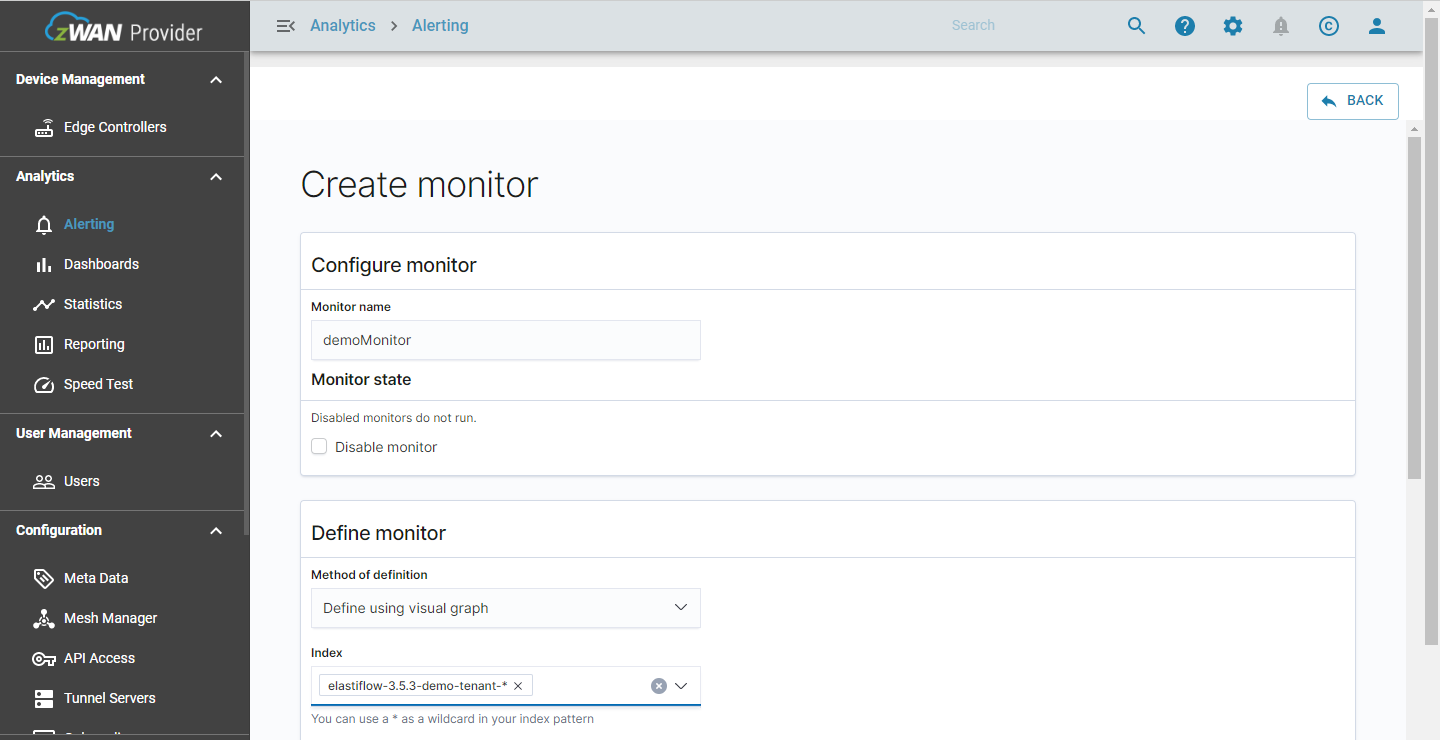 zWAN Provider
Analytics > Alerting
Search
Device Management
Edge Controllers
Analytics
Alerting
Dashboards
Statistics
Reporting
Speed Test
User Management
Users
Configuration
Meta Data
Mesh Manager
API Access
Tunnel Servers
BACK
Create monitor
Configure monitor
Monitor name
demoMonitor
Monitor state
Disabled monitors do not run.
Disable monitor
Define monitor
Method of definition
Define using visual graph
Index
elastiflow-3.5.3-demo-tenant-*
You can use a * as a wildcard in your index pattern